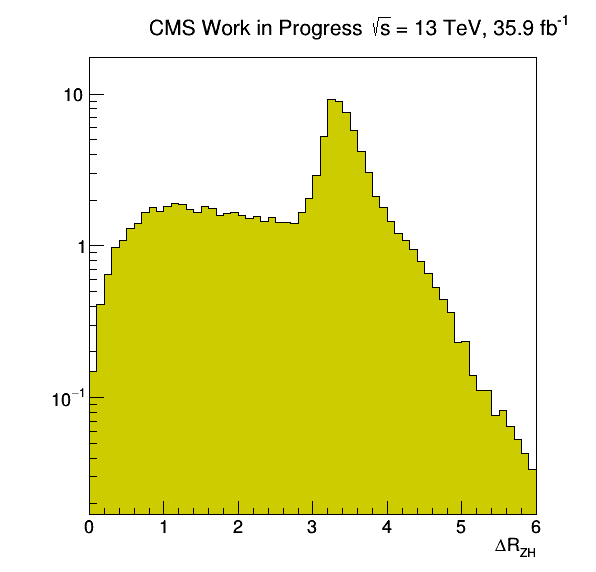 CMS Work in Progress √s = 13 TeV, 35.9 fb⁻¹
10
1
10⁻¹
0 1 2 3 4 5 6
ΔR_ZH